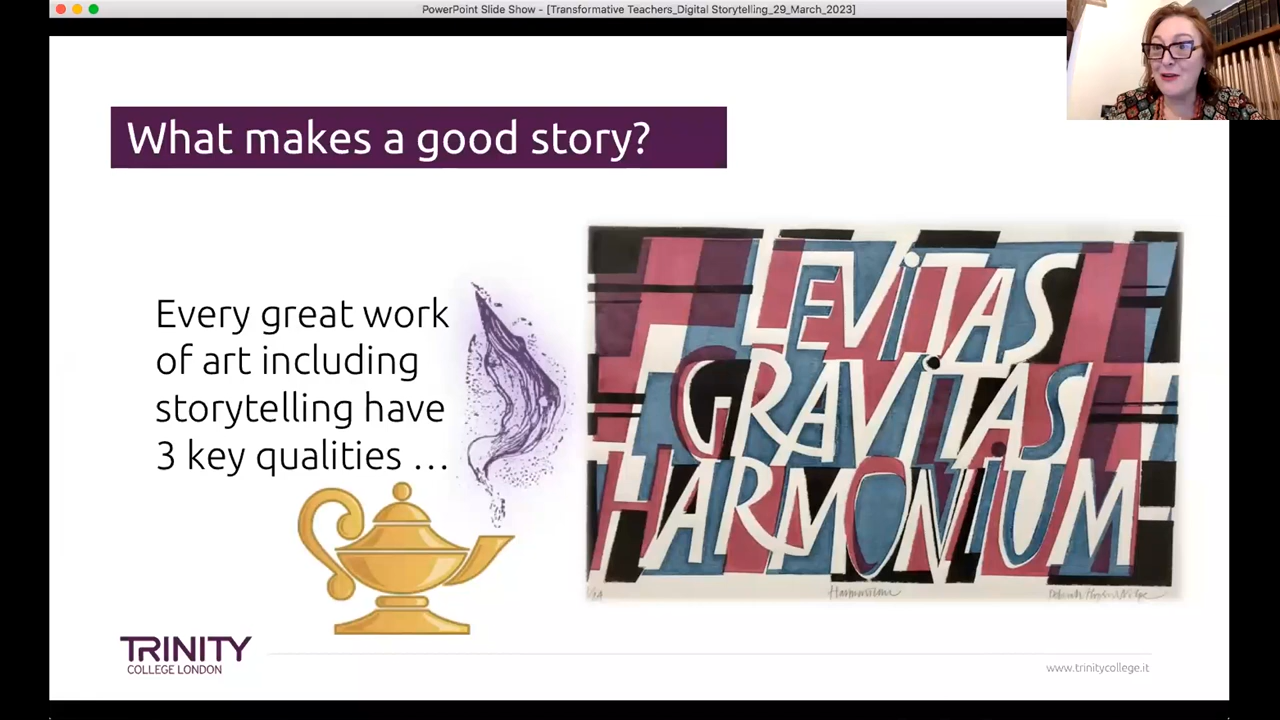 PowerPoint Slide Show - [Transformative Teachers_Digital Storytelling_29_March_2023]
What makes a good story?
Every great work
of art including
storytelling have
3 key qualities …
LEViTAS
GRAViTAS
HARMONiUM
Harmonium
TRINITY
COLLEGE LONDON
www.trinitycollege.it